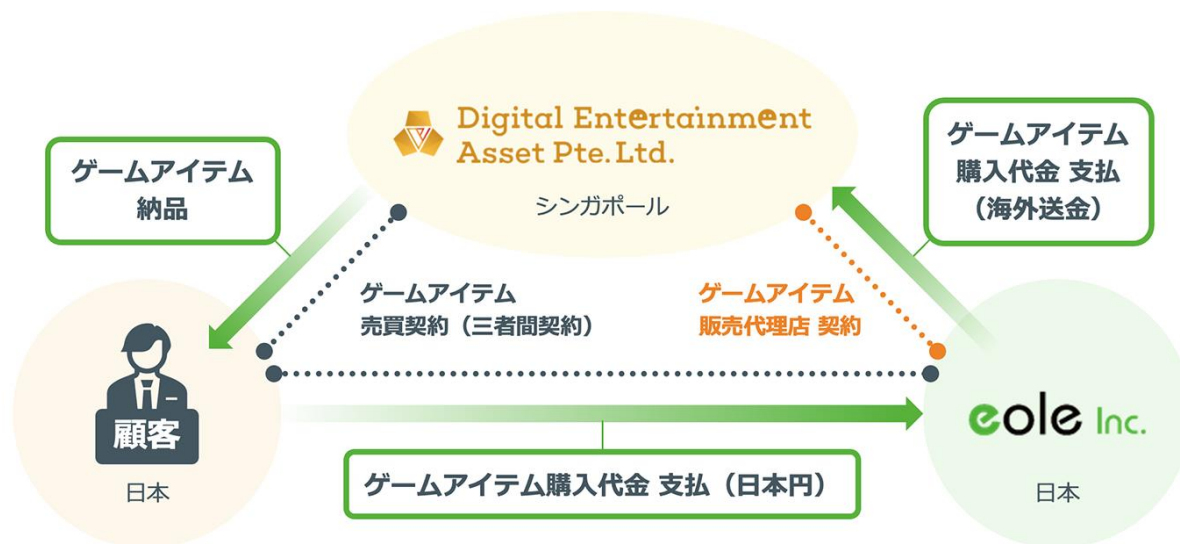 Digital Entertainment
Asset Pte. Ltd.
シンガポール
ゲームアイテム
納品
ゲームアイテム
購入代金 支払
（海外送金）
ゲームアイテム
売買契約（三者間契約）
ゲームアイテム
販売代理店 契約
顧客
日本
eole Inc.
日本
ゲームアイテム購入代金 支払（日本円）